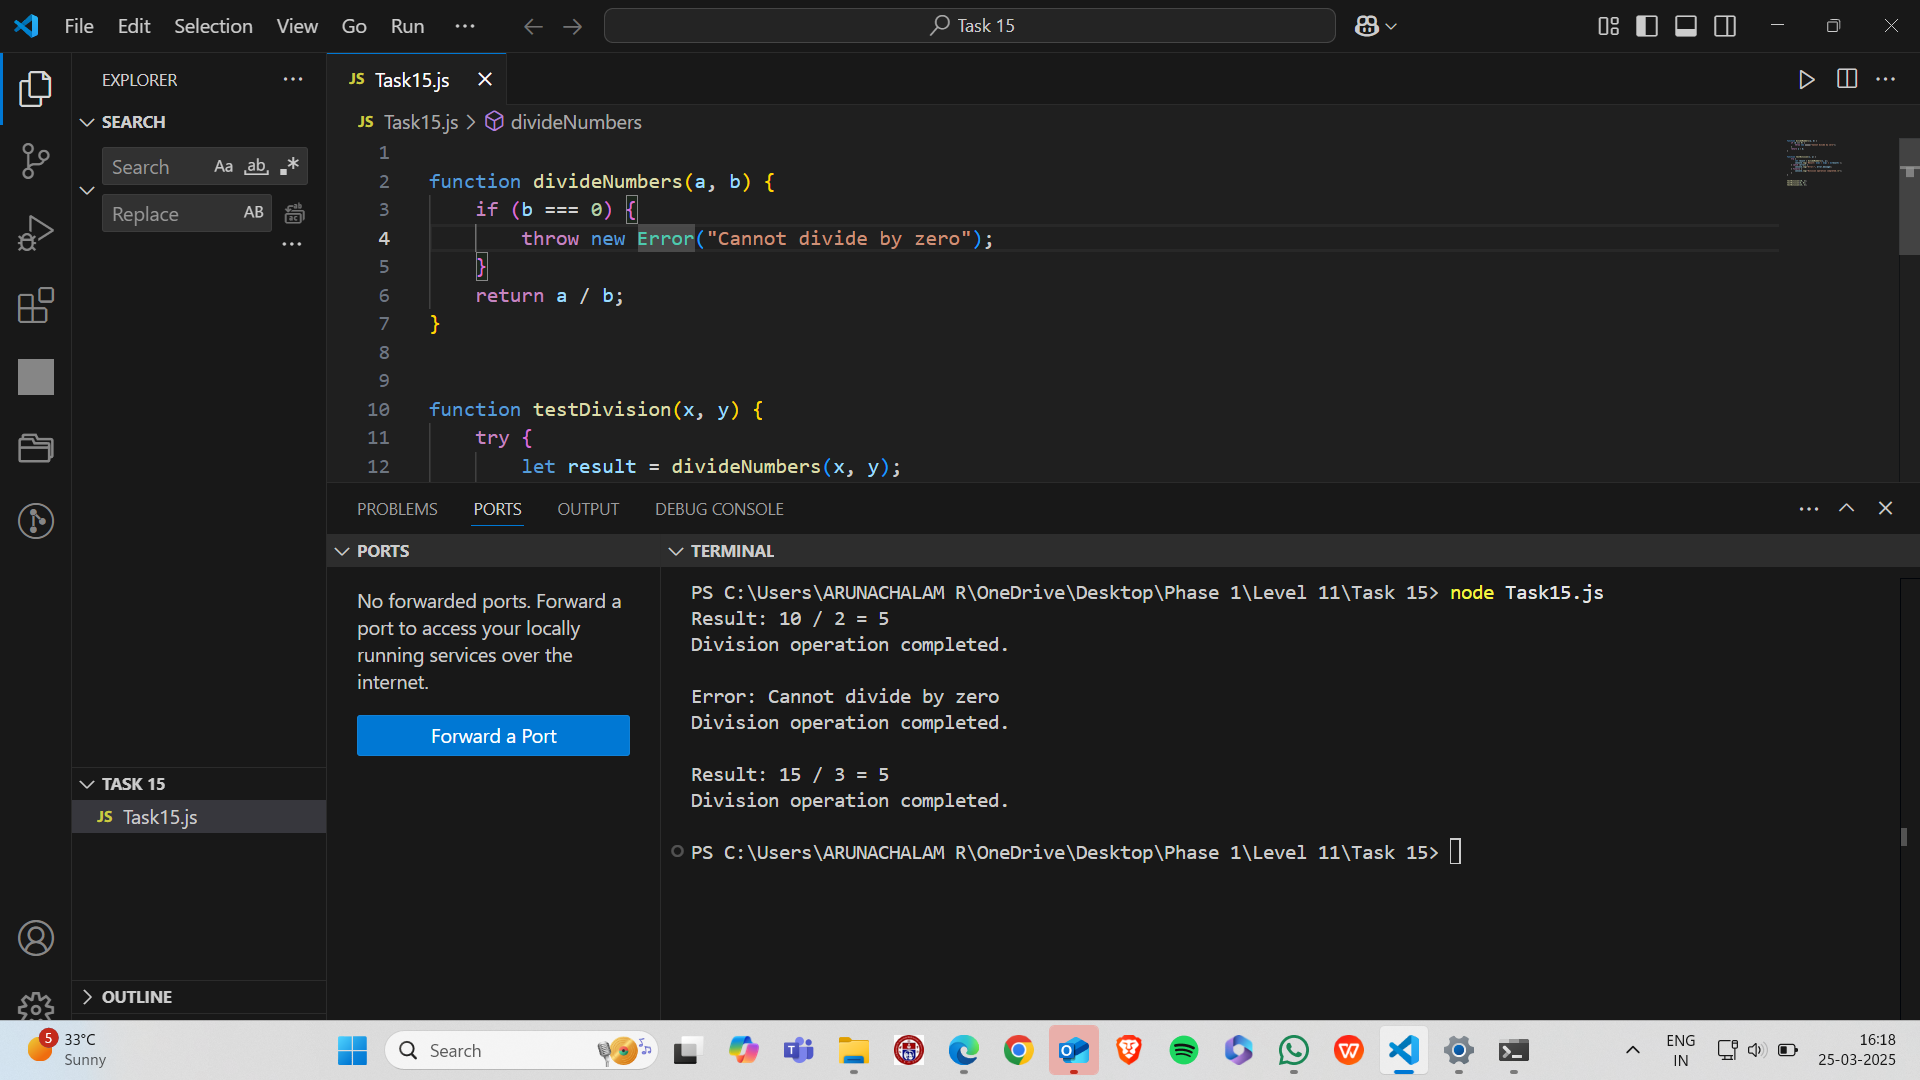 File Edit Selection View Go Run
Task 15
EXPLORER
SEARCH
Search Aa ab
Replace AB
TASK 15
JS Task15.js
OUTLINE
JS Task15.js
JS Task15.js > divideNumbers
1
2 function divideNumbers(a, b) {
3 if (b === 0) {
4 throw new Error("Cannot divide by zero");
5 }
6 return a / b;
7 }
8
9
10 function testDivision(x, y) {
11 try {
12 let result = divideNumbers(x, y);
PROBLEMS PORTS OUTPUT DEBUG CONSOLE
PORTS
No forwarded ports. Forward a
port to access your locally
running services over the
internet.
Forward a Port
TERMINAL
PS C:\Users\ARUNACHALAM R\OneDrive\Desktop\Phase 1\Level 11\Task 15> node Task15.js
Result: 10 / 2 = 5
Division operation completed.
Error: Cannot divide by zero
Division operation completed.
Result: 15 / 3 = 5
Division operation completed.
PS C:\Users\ARUNACHALAM R\OneDrive\Desktop\Phase 1\Level 11\Task 15>
5
33°C
Sunny
Search
ENG
IN
16:18
25-03-2025